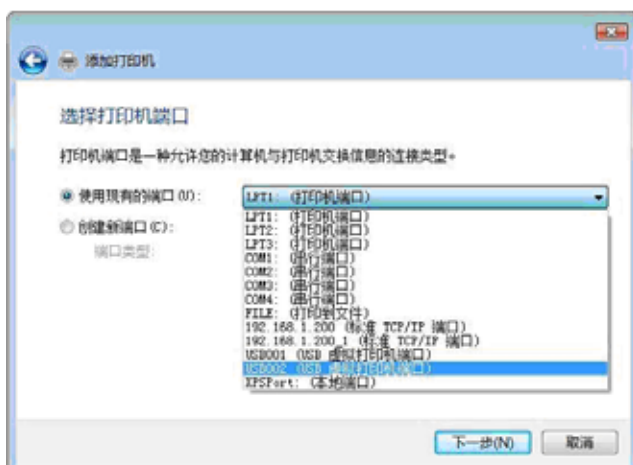 添加打印机
选择打印机端口
打印机端口是一种允许您的计算机与打印机交换信息的连接类型。
使用现有的端口(U): LPT1: (打印机端口)
创建新端口(C):
端口类型:
LPT1: (打印机端口)
LPT2: (打印机端口)
LPT3: (打印机端口)
COM1: (串行端口)
COM2: (串行端口)
COM3: (串行端口)
COM4: (串行端口)
FILE: (打印到文件)
192.168.1.200 (标准 TCP/IP 端口)
192.168.1.200_1 (标准 TCP/IP 端口)
USB001 (USB 虚拟打印机端口)
USB002 (USB 虚拟打印机端口)
XPSPort: (本地端口)
下一步(N) 取消